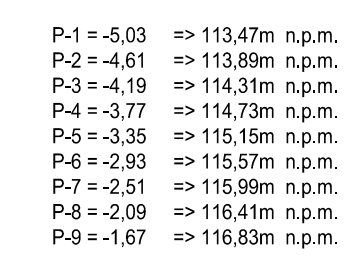 P-1 = -5,03 => 113,47m n.p.m.
P-2 = -4,61 => 113,89m n.p.m.
P-3 = -4,19 => 114,31m n.p.m.
P-4 = -3,77 => 114,73m n.p.m.
P-5 = -3,35 => 115,15m n.p.m.
P-6 = -2,93 => 115,57m n.p.m.
P-7 = -2,51 => 115,99m n.p.m.
P-8 = -2,09 => 116,41m n.p.m.
P-9 = -1,67 => 116,83m n.p.m.